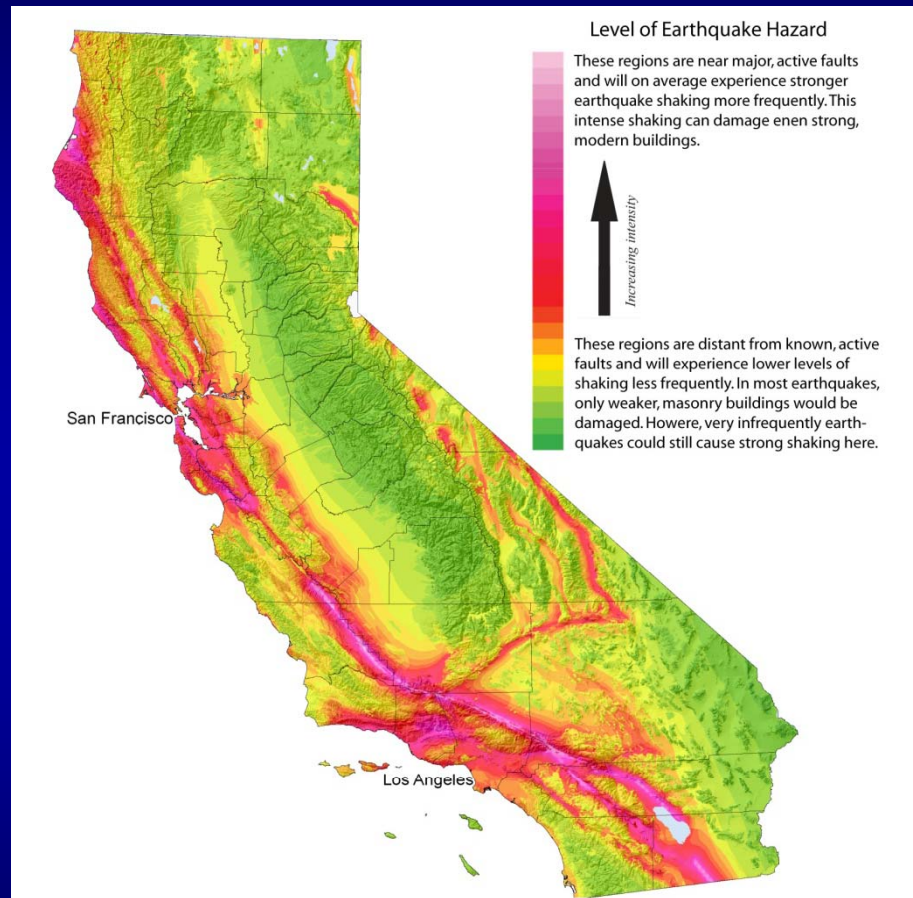 Level of Earthquake Hazard
These regions are near major, active faults
and will on average experience stronger
earthquake shaking more frequently. This
intense shaking can damage enen strong,
modern buildings.
Increasing intensity
These regions are distant from known, active
faults and will experience lower levels of
shaking less frequently. In most earthquakes,
only weaker, masonry buildings would be
damaged. Howere, very infrequently earth-
quakes could still cause strong shaking here.
San Francisco
Los Angeles